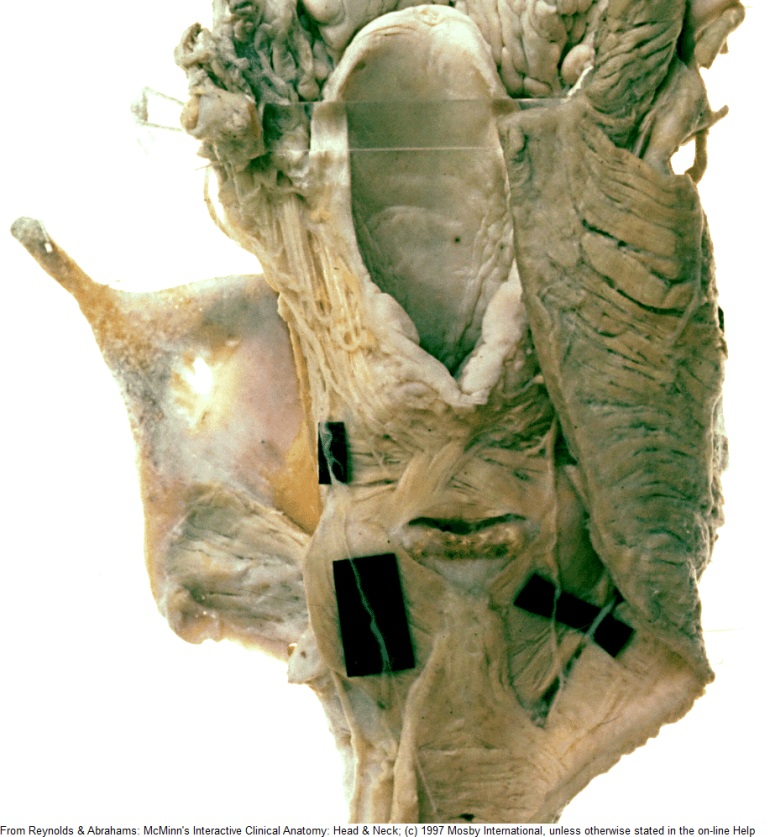 From Reynolds & Abrahams: McMinn's Interactive Clinical Anatomy: Head & Neck; (c) 1997 Mosby International, unless otherwise stated in the on-line Help